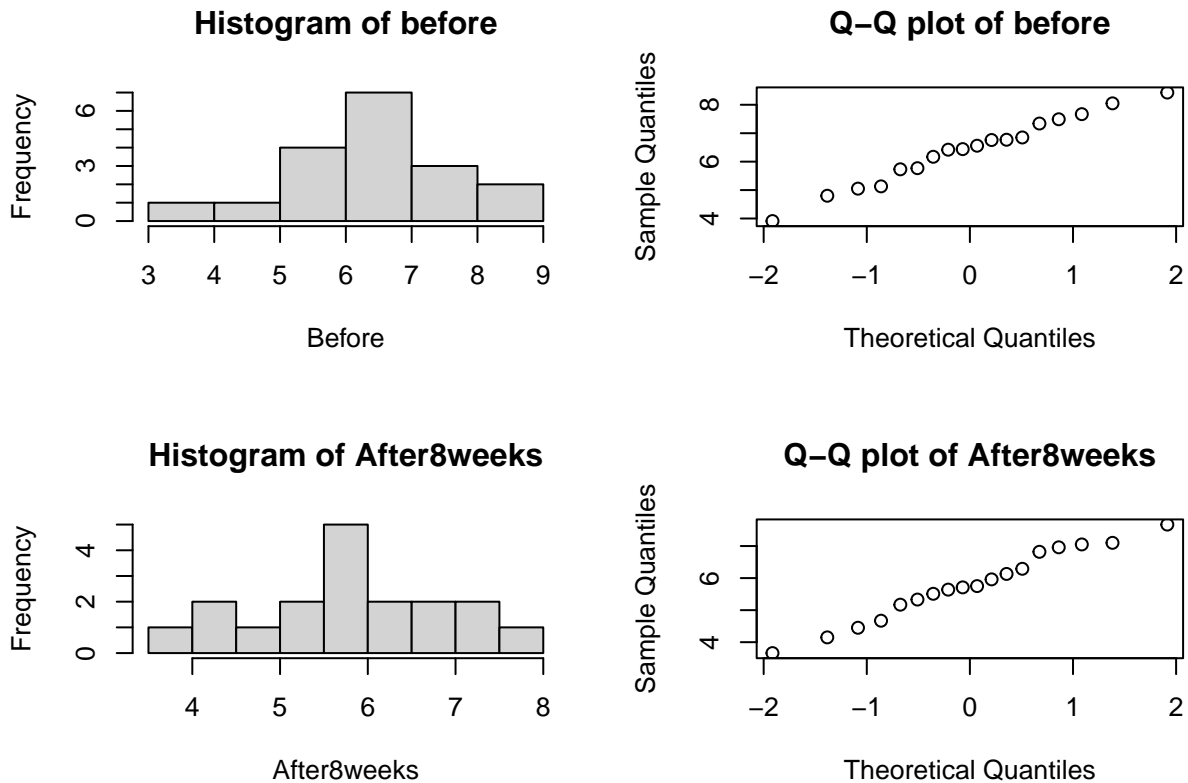 Histogram of before
Frequency
0 3 6
3 4 5 6 7 8 9
Before
Q−Q plot of before
Sample Quantiles
4 6 8
−2 −1 0 1 2
Theoretical Quantiles
Histogram of After8weeks
Frequency
0 2 4
4 5 6 7 8
After8weeks
Q−Q plot of After8weeks
Sample Quantiles
4 6
−2 −1 0 1 2
Theoretical Quantiles